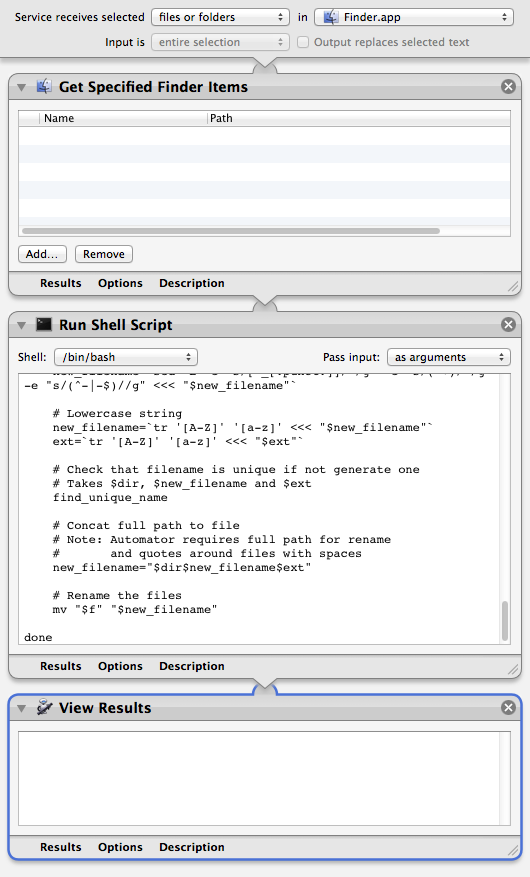 Service receives selected files or folders in Finder.app
Input is entire selection Output replaces selected text
Get Specified Finder Items
Name Path
Add... Remove
Results Options Description
Run Shell Script
Shell: /bin/bash Pass input: as arguments
-e "s/(^-|-$)//g" <<< "$new_filename"`
# Lowercase string
new_filename=`tr '[A-Z]' '[a-z]' <<< "$new_filename"`
ext=`tr '[A-Z]' '[a-z]' <<< "$ext"`
# Check that filename is unique if not generate one
# Takes $dir, $new_filename and $ext
find_unique_name
# Concat full path to file
# Note: Automator requires full path for rename
#       and quotes around files with spaces
new_filename="$dir$new_filename$ext"
# Rename the files
mv "$f" "$new_filename"
done
Results Options Description
View Results
Results Options Description